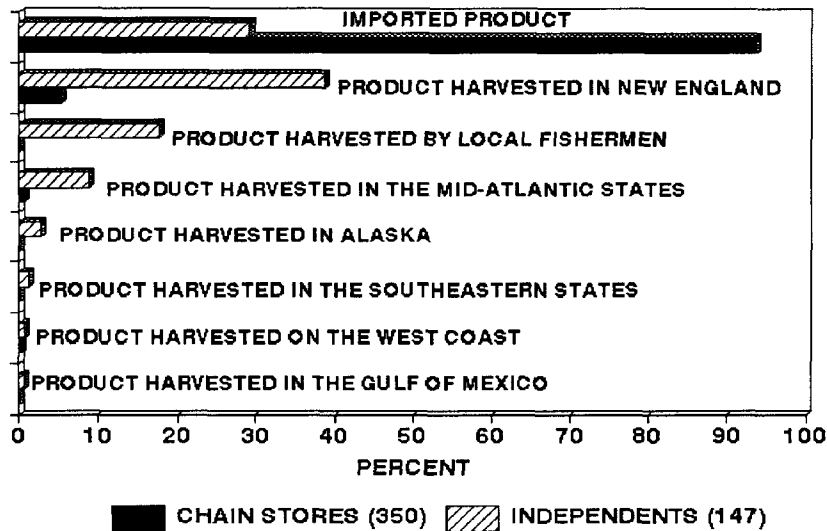 IMPORTED PRODUCT
PRODUCT HARVESTED IN NEW ENGLAND
PRODUCT HARVESTED BY LOCAL FISHERMEN
PRODUCT HARVESTED IN THE MID-ATLANTIC STATES
PRODUCT HARVESTED IN ALASKA
PRODUCT HARVESTED IN THE SOUTHEASTERN STATES
PRODUCT HARVESTED ON THE WEST COAST
PRODUCT HARVESTED IN THE GULF OF MEXICO
0 10 20 30 40 50 60 70 80 90 100
PERCENT
CHAIN STORES (350) INDEPENDENTS (147)